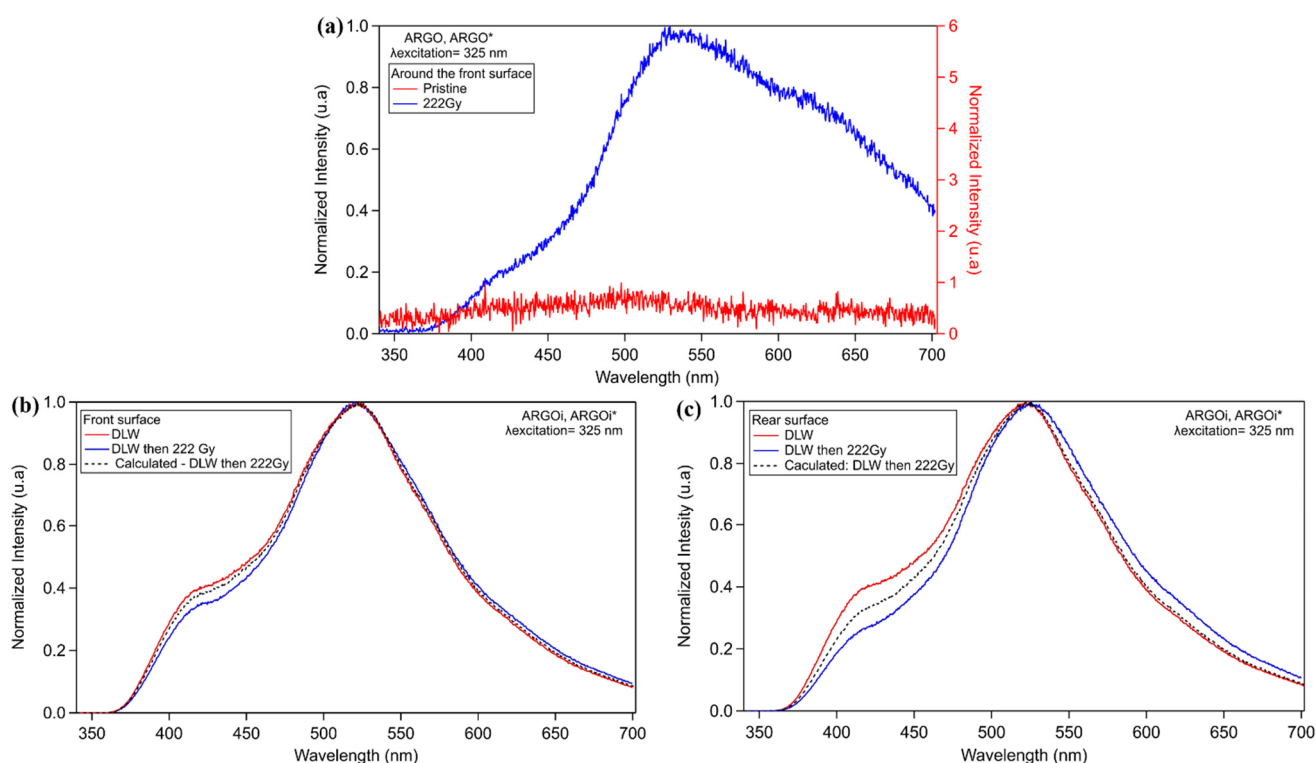 (a)
ARGO, ARGO*
λexcitation= 325 nm
Around the front surface
Pristine
222Gy
Normalized Intensity (u.a)
1.0
0.8
0.6
0.4
0.2
0.0
6
5
4
3
2
1
0
Normalized Intensity (u.a)
350 400 450 500 550 600 650 700
Wavelength (nm)
(b)
Front surface
DLW
DLW then 222 Gy
Calculated - DLW then 222Gy
ARGOi, ARGOi*
λexcitation= 325 nm
Normalized Intensity (u.a)
1.0
0.8
0.6
0.4
0.2
0.0
350 400 450 500 550 600 650 700
Wavelength (nm)
(c)
Rear surface
DLW
DLW then 222Gy
Caculated: DLW then 222Gy
ARGOi, ARGOi*
λexcitation= 325 nm
Normalized Intensity (u.a)
1.0
0.8
0.6
0.4
0.2
0.0
350 400 450 500 550 600 650 700
Wavelength (nm)